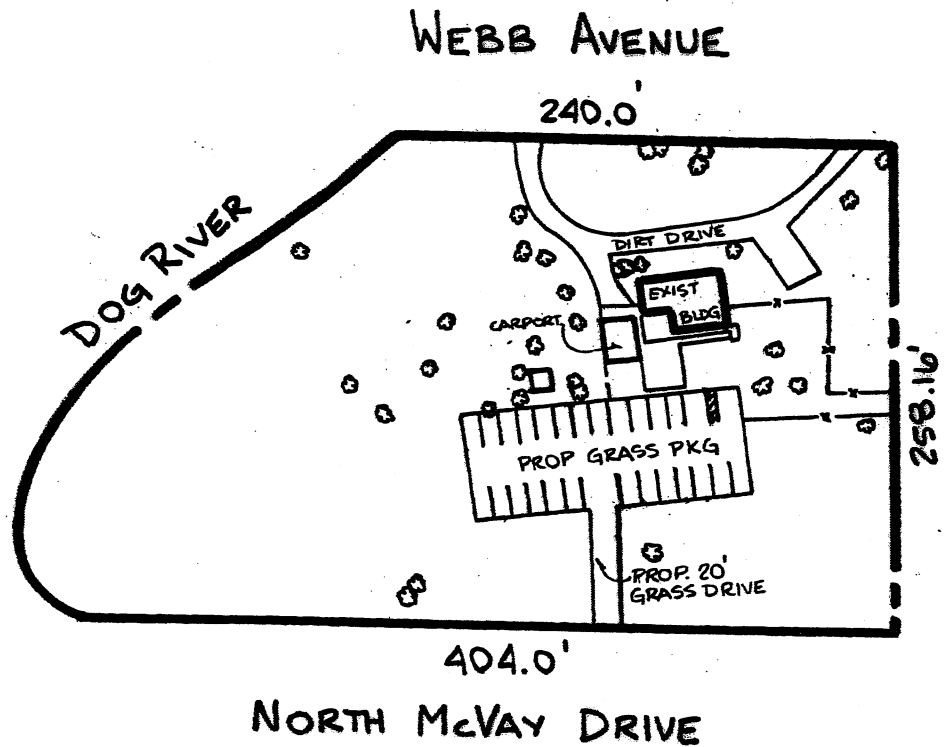 WEBB AVENUE
240.0'
DOG RIVER
DIRT DRIVE
EXIST
BLDG
CARPORT
258.16'
PROP GRASS PKG
PROP. 20'
GRASS DRIVE
404.0'
NORTH McVAY DRIVE